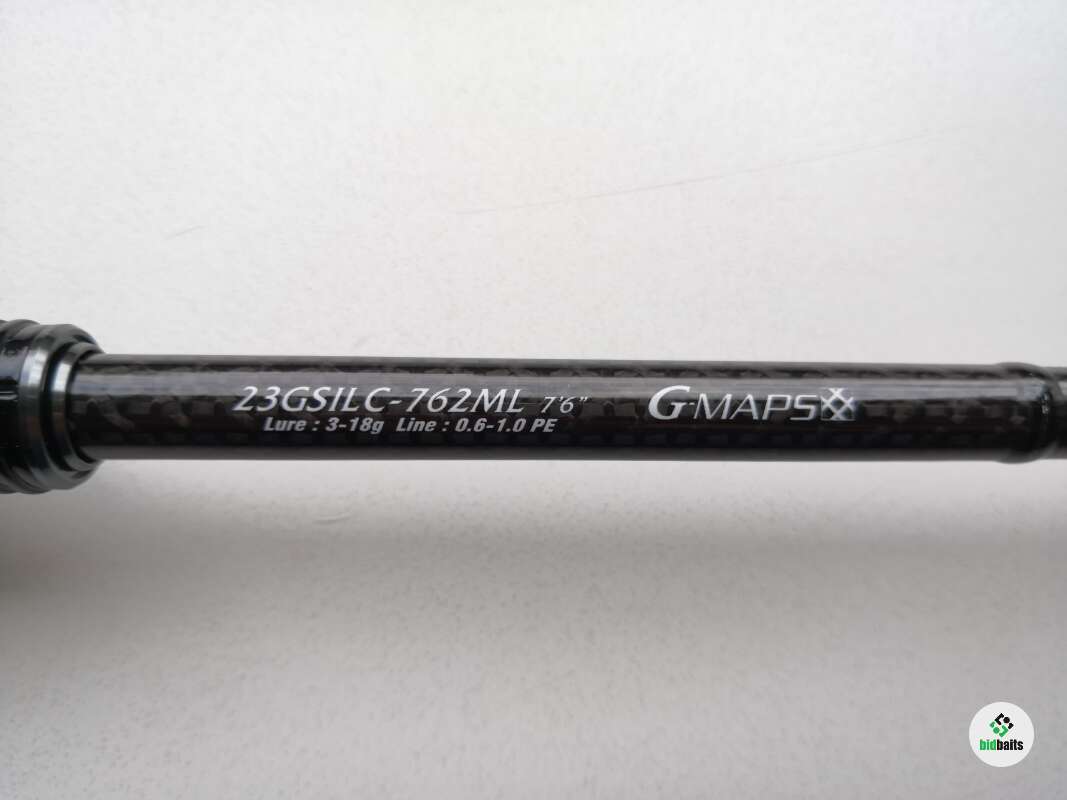 23GSILC-762ML 7'6" G-MAPS
Lure : 3-18g Line : 0.6-1.0 PE
bidbaits